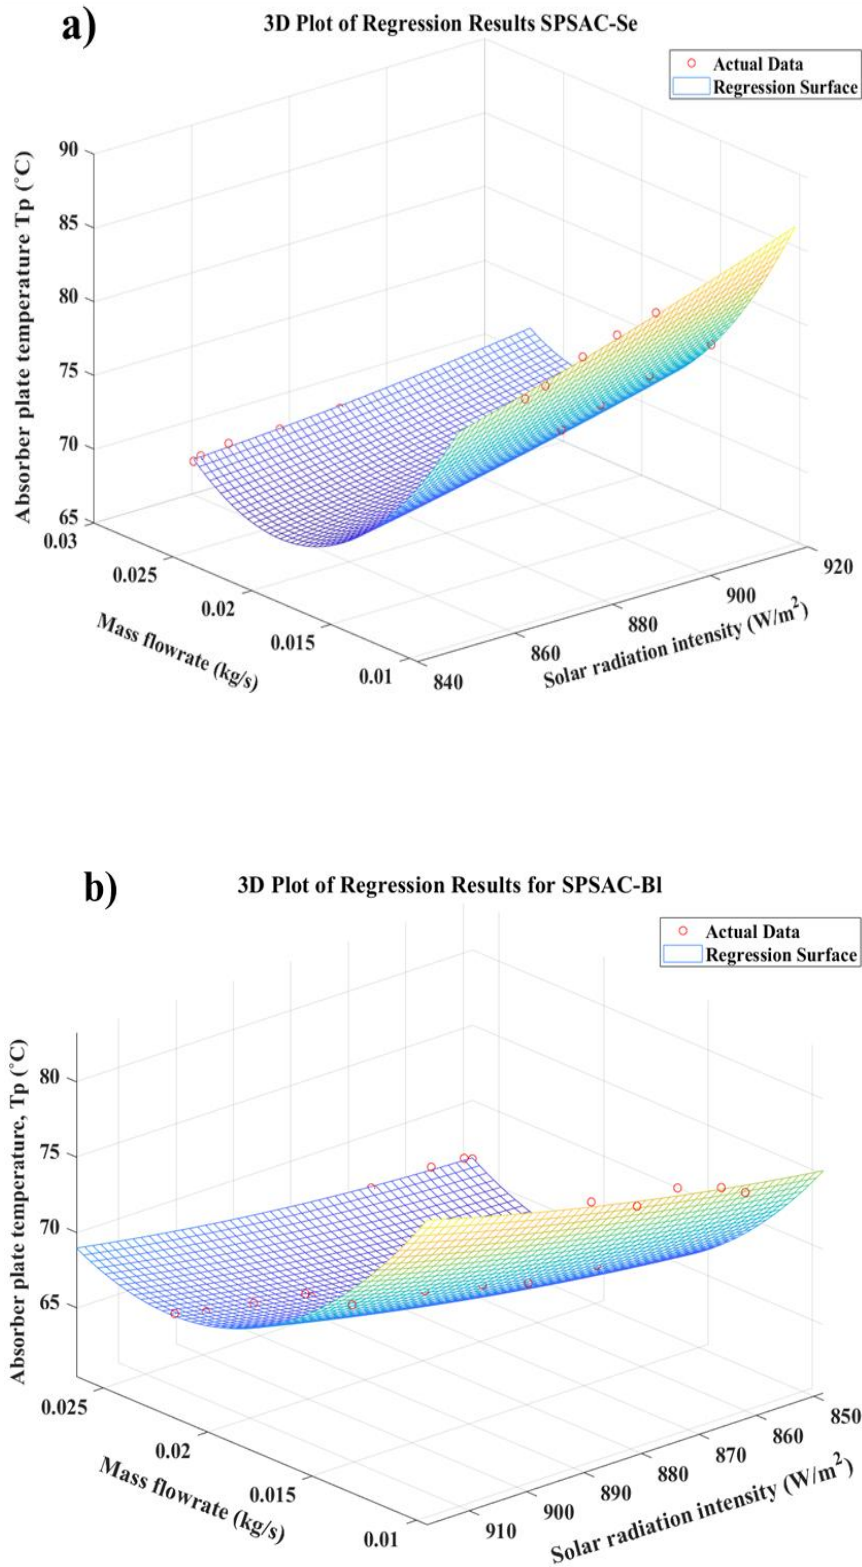 a)
3D Plot of Regression Results SPSAC-Se
Actual Data
Regression Surface
Absorber plate temperature Tp (˚C)
90
85
80
75
70
65
0.03
0.025
0.02
0.015
0.01
Mass flowrate (kg/s)
840
860
880
900
920
Solar radiation intensity (W/m²)
b)
3D Plot of Regression Results for SPSAC-Bl
Actual Data
Regression Surface
Absorber plate temperature, Tp (˚C)
80
75
70
65
0.025
0.02
0.015
0.01
Mass flowrate (kg/s)
910
900
890
880
870
860
850
Solar radiation intensity (W/m²)